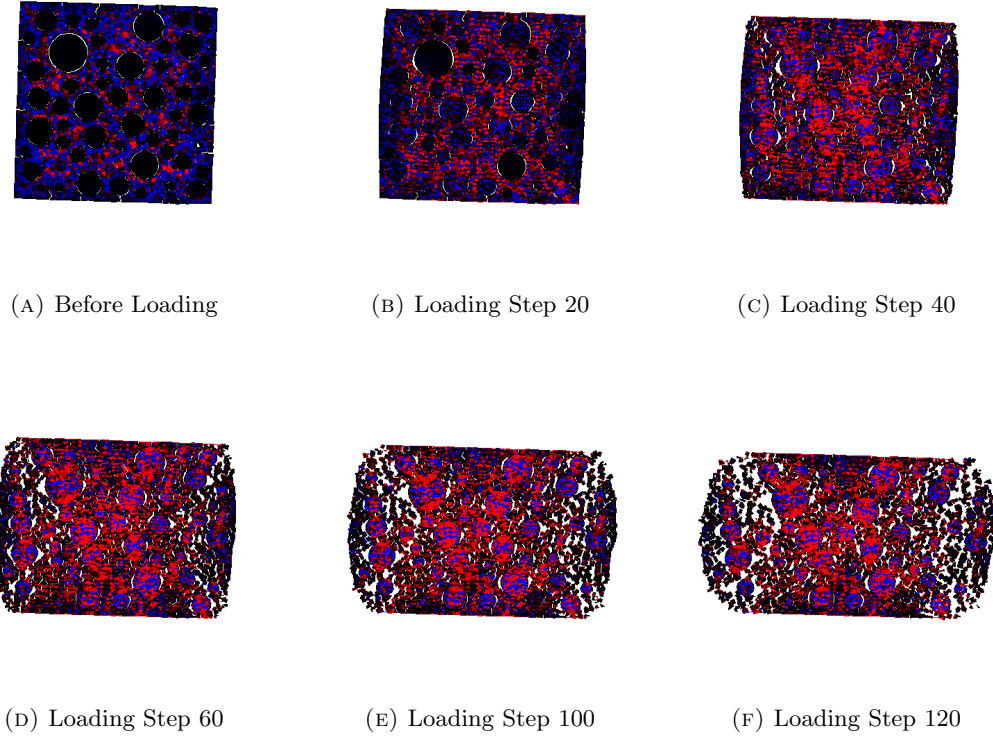 (A) Before Loading
(B) Loading Step 20
(C) Loading Step 40
(D) Loading Step 60
(E) Loading Step 100
(F) Loading Step 120